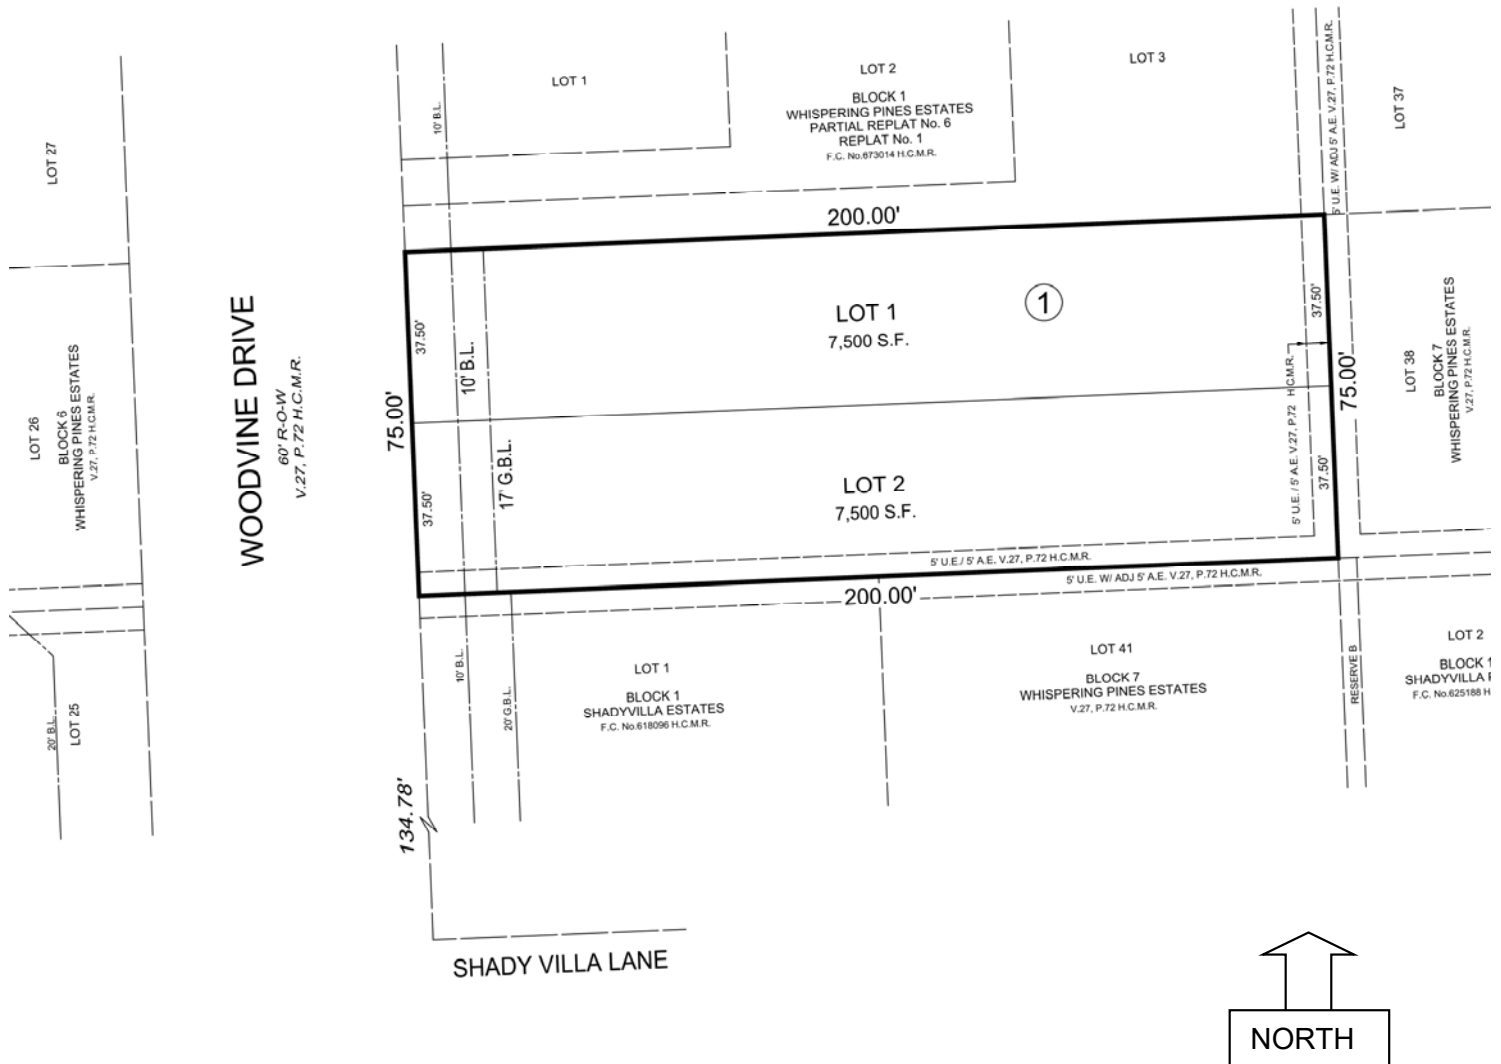 LOT 27
10' B.L.
LOT 1
LOT 2
BLOCK 1
WHISPERING PINES ESTATES
PARTIAL REPLAT No. 6
REPLAT No. 1
F.C. No.673014 H.C.M.R.
LOT 3
5' U.E. W/ ADJ 5' A.E. V.27, P.72 H.C.M.R.
LOT 37
200.00'
LOT 26
BLOCK 6
WHISPERING PINES ESTATES
V.27, P.72 H.C.M.R.
WOODVINE DRIVE
60' R-O-W
V.27, P.72 H.C.M.R.
75.00'
37.50'
37.50'
10' B.L.
17' G.B.L.
LOT 1
7,500 S.F.
1
LOT 2
7,500 S.F.
5' U.E. / 5' A.E. V.27, P.72 H.C.M.R.
37.50'
37.50'
75.00'
LOT 38
BLOCK 7
WHISPERING PINES ESTATES
V.27, P.72 H.C.M.R.
5' U.E./ 5' A.E. V.27, P.72 H.C.M.R.
5' U.E. W/ ADJ 5' A.E. V.27, P.72 H.C.M.R.
200.00'
20' B.L.
LOT 25
10' B.L.
20' G.B.L.
LOT 1
BLOCK 1
SHADYVILLA ESTATES
F.C. No.618096 H.C.M.R.
LOT 41
BLOCK 7
WHISPERING PINES ESTATES
V.27, P.72 H.C.M.R.
RESERVE B
LOT 2
BLOCK 1
SHADYVILLA
F.C. No.625188 H
134.78'
SHADY VILLA LANE
NORTH